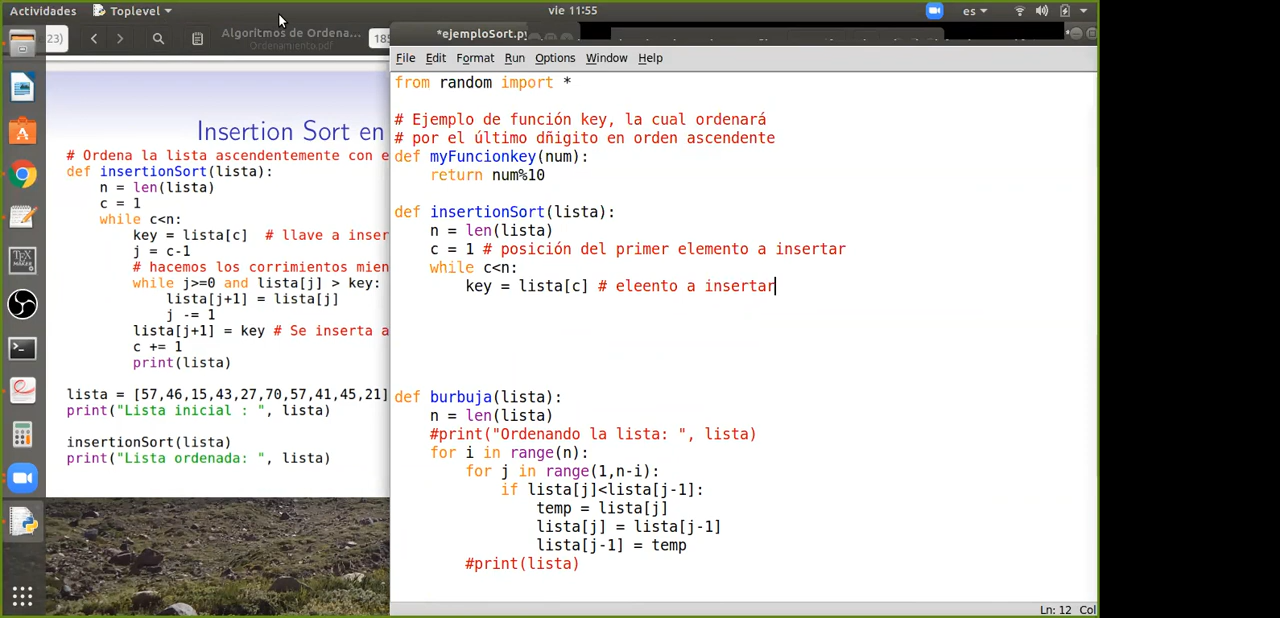 Actividades
Toplevel
vie 11:55
es
23)
Algoritmos de Ordena...
Ordenamiento.pdf
185
Insertion Sort en
# Ordena la lista ascendentemente con e
def insertionSort(lista):
n = len(lista)
c = 1
while c<n:
key = lista[c] # llave a inser
j = c-1
# hacemos los corrimientos mien
while j>=0 and lista[j] > key:
lista[j+1] = lista[j]
j -= 1
lista[j+1] = key # Se inserta a
c += 1
print(lista)
lista = [57,46,15,43,27,70,57,41,45,21]
print("Lista inicial : ", lista)
insertionSort(lista)
print("Lista ordenada: ", lista)
*ejemploSort.py
File Edit Format Run Options Window Help
from random import *
# Ejemplo de función key, la cual ordenará
# por el último dñigito en orden ascendente
def myFuncionkey(num):
return num%10
def insertionSort(lista):
n = len(lista)
c = 1 # posición del primer elemento a insertar
while c<n:
key = lista[c] # eleento a insertar
def burbuja(lista):
n = len(lista)
#print("Ordenando la lista: ", lista)
for i in range(n):
for j in range(1,n-i):
if lista[j]<lista[j-1]:
temp = lista[j]
lista[j] = lista[j-1]
lista[j-1] = temp
#print(lista)
Ln: 12 Col